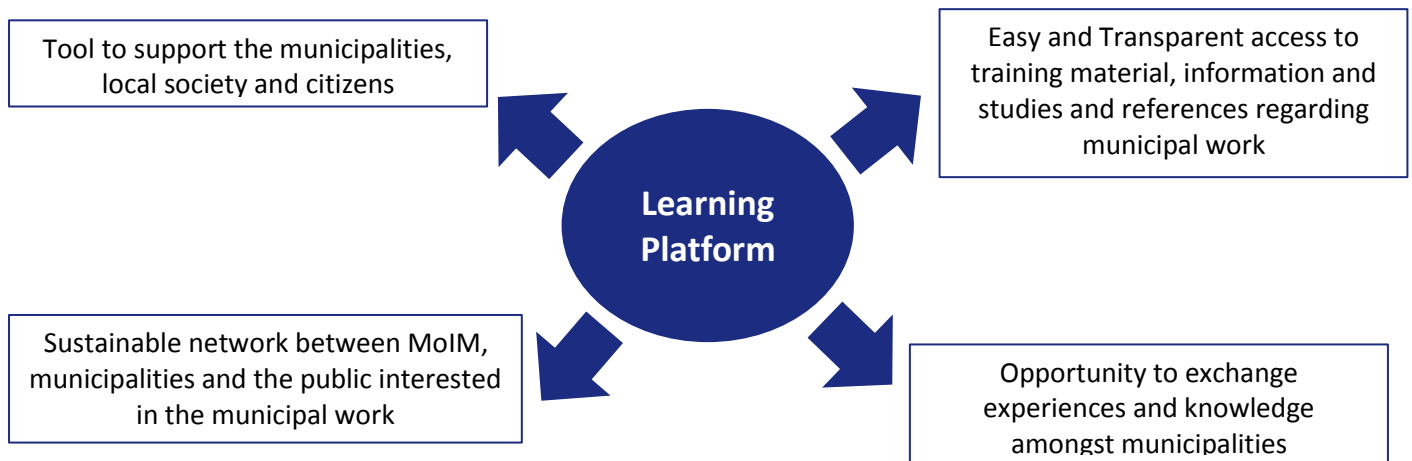 Tool to support the municipalities,
local society and citizens
Easy and Transparent access to
training material, information and
studies and references regarding
municipal work
Learning
Platform
Sustainable network between MoIM,
municipalities and the public interested
in the municipal work
Opportunity to exchange
experiences and knowledge
amongst municipalities